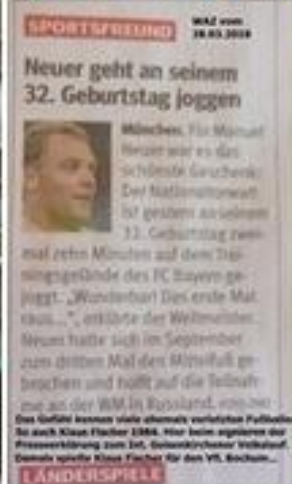 SPORTSFREUND
WAZ vom
28.03.2018
Neuer geht an seinem
32. Geburtstag joggen
München. Für Manuel
Neuer war es das
schönste Geschenk:
Der Nationaltorwart
ist gestern an seinem
32. Geburtstag zwei-
mal zehn Minuten auf dem Trai-
ningsgelände des FC Bayern ge-
joggt. „Wunderbar! Das erste Mal
raus...“, erklärte der Weltmeister.
Neuer hatte sich im September
zum dritten Mal den Mittelfuß ge-
brochen und hofft auf die Teilnah-
me an der WM in Russland.
Das Gefühl kennen viele ehemals verletzten Fußballer
So auch Klaus Fischer 1984. Hier beim signieren der
Presseerklärung zum Int. Gelsenkirchener Volkslauf.
Damals spielte Klaus Fischer für den VfL Bochum...
LÄNDERSPIELE